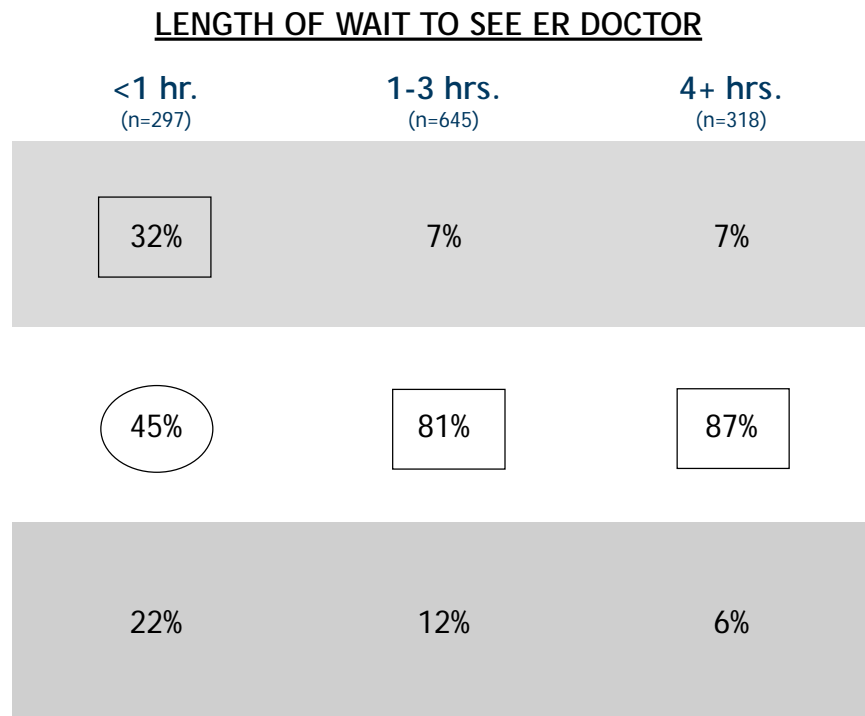 LENGTH OF WAIT TO SEE ER DOCTOR
<1 hr. 1-3 hrs. 4+ hrs.
(n=297) (n=645) (n=318)
32% 7% 7%
45% 81% 87%
22% 12% 6%